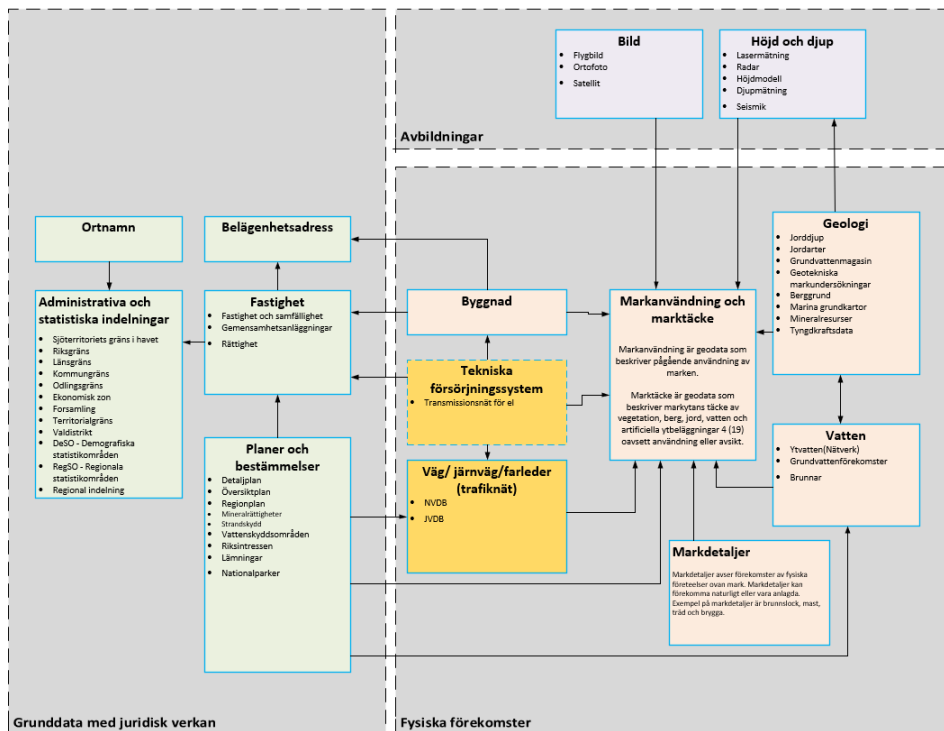 Bild
Flygbild
Ortofoto
Satellit
Höjd och djup
Lasermätning
Radar
Höjdmodell
Djupmätning
Seismik
Avbildningar
Ortnamn
Belägenhetsadress
Administrativa och
statistiska indelningar
Sjöterritoriets gräns i havet
Riksgräns
Länsgräns
Kommungräns
Odlingsgräns
Ekonomisk zon
Forsamling
Territorialgräns
Valdistrikt
DeSO - Demografiska
statistikområden
RegSO - Regionala
statistikområden
Regional indelning
Fastighet
Fastighet och samfällighet
Gemensamhetsanläggningar
Rättighet
Planer och
bestämmelser
Detaljplan
Översiktplan
Regionplan
Mineralrättigheter
Strandskydd
Vattenskyddsområden
Riksintressen
Lämningar
Nationalparker
Grunddata med juridisk verkan
Byggnad
Tekniska
försörjningssystem
Transmissionsnät för el
Väg/ järnväg/farleder
(trafiknät)
NVDB
JVDB
Markanvändning och
marktäcke
Markanvändning är geodata som
beskriver pågående användning av
marken.
Marktäcke är geodata som
beskriver markytans täcke av
vegetation, berg, jord, vatten och
artificiella ytbeläggningar 4 (19)
oavsett användning eller avsikt.
Geologi
Jorddjup
Jordarter
Grundvattenmagasin
Geotekniska
markundersökningar
Berggrund
Marina grundkartor
Mineralresurser
Tyngdkraftsdata
Vatten
Ytvatten(Nätverk)
Grundvattenförekomster
Brunnar
Markdetaljer
Markdetaljer avser förekomster av fysiska
företeelser ovan mark. Markdetaljer kan
förekomma naturligt eller vara anlagda.
Exempel på markdetaljer är brunnslock, mast,
träd och brygga.
Fysiska förekomster